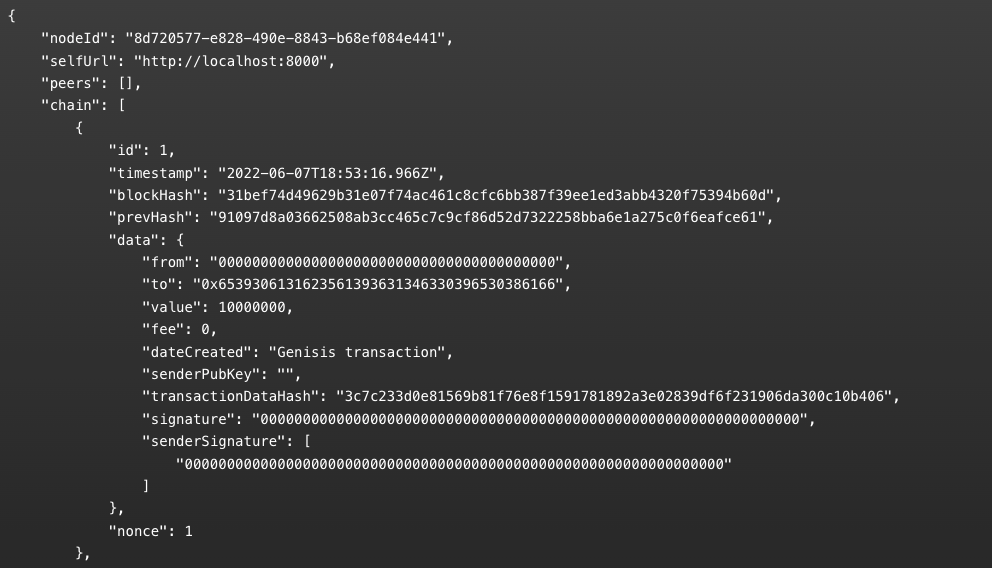 {
    "nodeId": "8d720577-e828-490e-8843-b68ef084e441",
    "selfUrl": "http://localhost:8000",
    "peers": [],
    "chain": [
        {
            "id": 1,
            "timestamp": "2022-06-07T18:53:16.966Z",
            "blockHash": "31bef74d49629b31e07f74ac461c8cfc6bb387f39ee1ed3abb4320f75394b60d",
            "prevHash": "91097d8a03662508ab3cc465c7c9cf86d52d7322258bba6e1a275c0f6eafce61",
            "data": {
                "from": "0000000000000000000000000000000000000000",
                "to": "0x6539306131623561393631346330396530386166",
                "value": 10000000,
                "fee": 0,
                "dateCreated": "Genisis transaction",
                "senderPubKey": "",
                "transactionDataHash": "3c7c233d0e81569b81f76e8f1591781892a3e02839df6f231906da300c10b406",
                "signature": "0000000000000000000000000000000000000000000000000000000000000000",
                "senderSignature": [
                    "0000000000000000000000000000000000000000000000000000000000000000"
                ]
            },
            "nonce": 1
        },